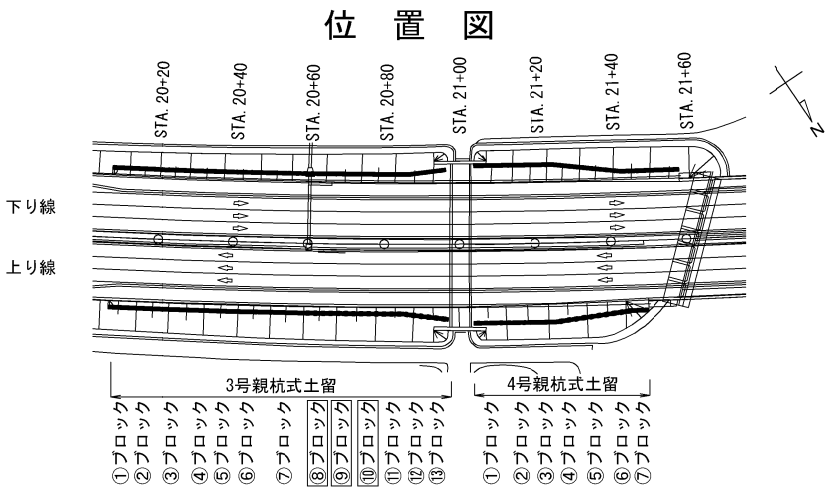 位置図
STA. 20+20
STA. 20+40
STA. 20+60
STA. 20+80
STA. 21+00
STA. 21+20
STA. 21+40
STA. 21+60
N
下り線
上り線
3号親杭式土留
4号親杭式土留
①ブロック
②ブロック
③ブロック
④ブロック
⑤ブロック
⑥ブロック
⑦ブロック
⑧ブロック
⑨ブロック
⑩ブロック
⑪ブロック
⑫ブロック
⑬ブロック
①ブロック
②ブロック
③ブロック
④ブロック
⑤ブロック
⑥ブロック
⑦ブロック